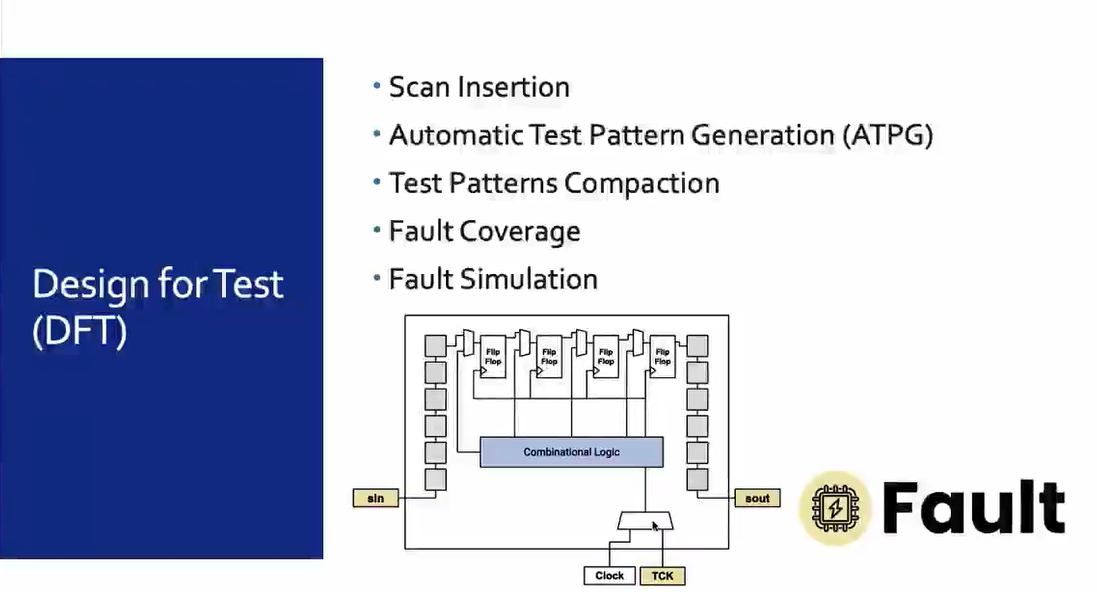 Design for Test
(DFT)
• Scan Insertion
• Automatic Test Pattern Generation (ATPG)
• Test Patterns Compaction
• Fault Coverage
• Fault Simulation
Flip
Flop
Flip
Flop
Flip
Flop
Flip
Flop
Combinational Logic
sin
sout
Clock
TCK
Fault